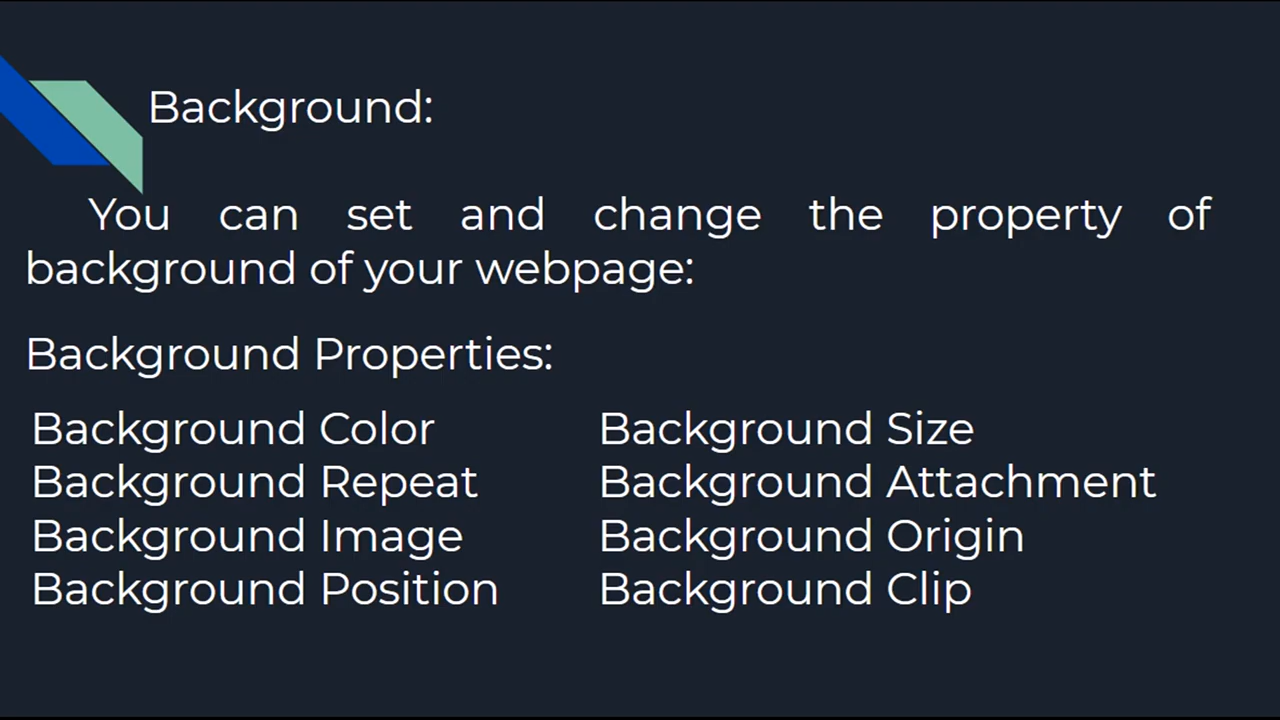 Background:
You can set and change the property of
background of your webpage:
Background Properties:
Background Color
Background Repeat
Background Image
Background Position
Background Size
Background Attachment
Background Origin
Background Clip